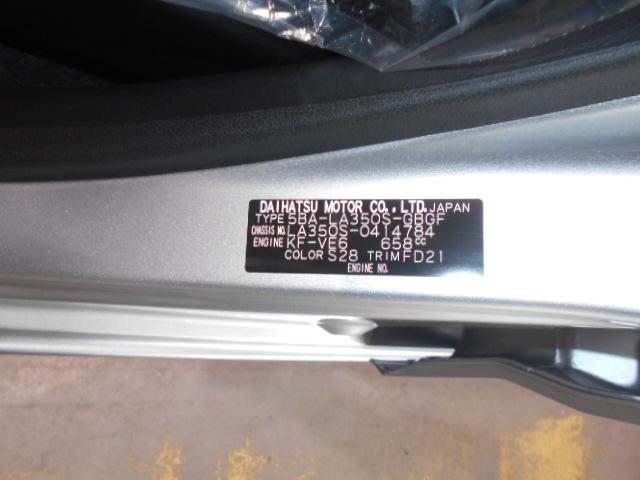 DAIHATSU MOTOR CO., LTD. JAPAN
TYPE 5BA-LA350S-GBGF
CHASSIS NO. LA350S-0414784
ENGINE KF-VE6 658cc
COLOR S28 TRIM FD21
ENGINE NO.